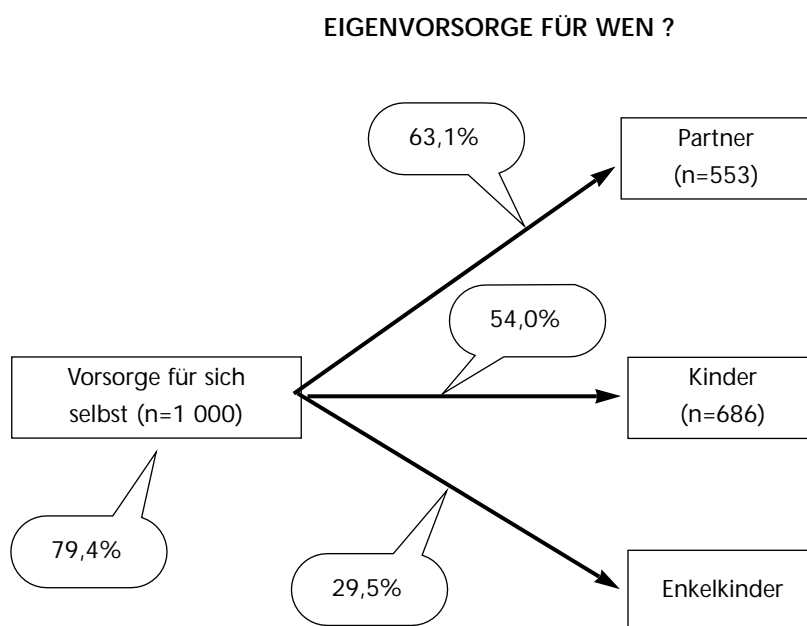 EIGENVORSORGE FÜR WEN ?
63,1%
Partner
(n=553)
54,0%
Vorsorge für sich
selbst (n=1 000)
Kinder
(n=686)
79,4%
29,5%
Enkelkinder